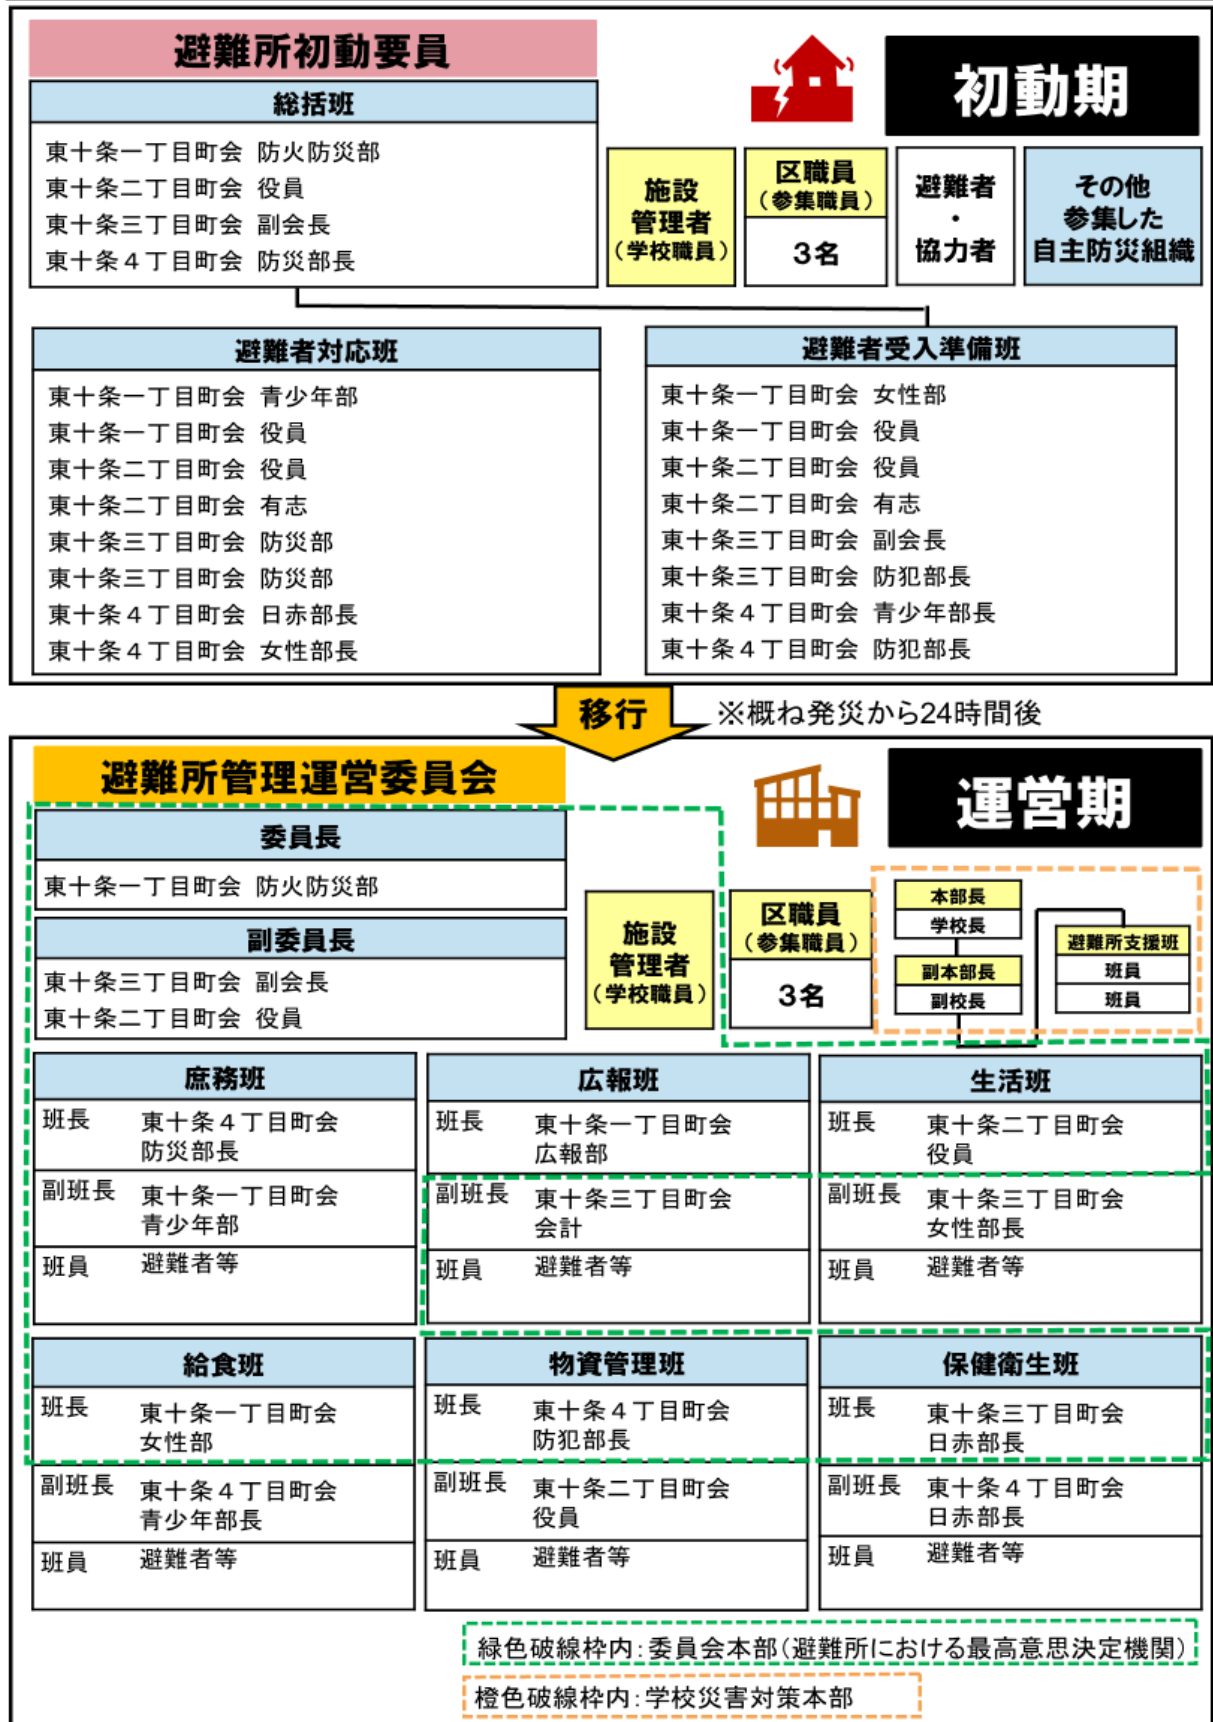 避難所初動要員
初動期
総括班
東十条一丁目町会 防火防災部
東十条二丁目町会 役員
東十条三丁目町会 副会長
東十条４丁目町会 防災部長
施設
管理者
（学校職員）
区職員
（参集職員）
３名
避難者
・
協力者
その他
参集した
自主防災組織
避難者対応班
東十条一丁目町会 青少年部
東十条一丁目町会 役員
東十条二丁目町会 役員
東十条二丁目町会 有志
東十条三丁目町会 防災部
東十条三丁目町会 防災部
東十条４丁目町会 日赤部長
東十条４丁目町会 女性部長
避難者受入準備班
東十条一丁目町会 女性部
東十条一丁目町会 役員
東十条二丁目町会 役員
東十条二丁目町会 有志
東十条三丁目町会 副会長
東十条三丁目町会 防犯部長
東十条４丁目町会 青少年部長
東十条４丁目町会 防犯部長
移行
※概ね発災から24時間後
避難所管理運営委員会
運営期
委員長
東十条一丁目町会 防火防災部
副委員長
東十条三丁目町会 副会長
東十条二丁目町会 役員
施設
管理者
（学校職員）
区職員
（参集職員）
３名
本部長
学校長
副本部長
副校長
避難所支援班
班員
班員
庶務班
班長 東十条４丁目町会
防災部長
副班長 東十条一丁目町会
青少年部
班員 避難者等
広報班
班長 東十条一丁目町会
広報部
副班長 東十条三丁目町会
会計
班員 避難者等
生活班
班長 東十条二丁目町会
役員
副班長 東十条三丁目町会
女性部長
班員 避難者等
給食班
班長 東十条一丁目町会
女性部
副班長 東十条４丁目町会
青少年部長
班員 避難者等
物資管理班
班長 東十条４丁目町会
防犯部長
副班長 東十条二丁目町会
役員
班員 避難者等
保健衛生班
班長 東十条三丁目町会
日赤部長
副班長 東十条４丁目町会
日赤部長
班員 避難者等
緑色破線枠内：委員会本部（避難所における最高意思決定機関）
橙色破線枠内：学校災害対策本部